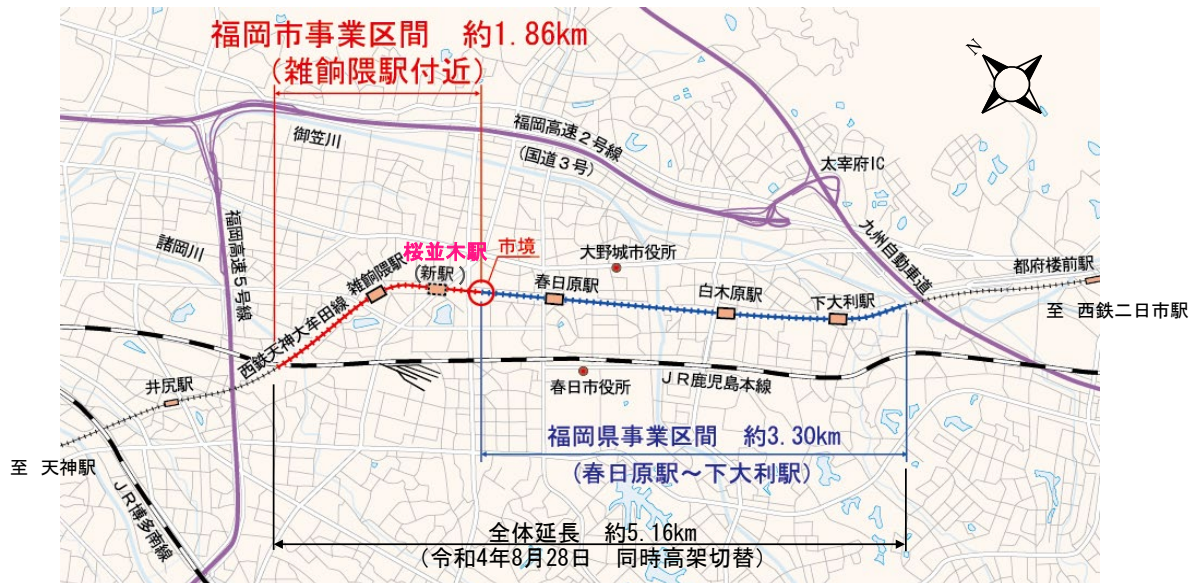 福岡市事業区間 約1.86km
(雑餉隈駅付近)
N
御笠川
福岡高速2号線
(国道3号)
太宰府IC
九州自動車道
諸岡川
福岡高速5号線
桜並木駅
(新駅)
市境
雑餉隈駅
大野城市役所
春日原駅
白木原駅
下大利駅
都府楼前駅
至 西鉄二日市駅
西鉄天神大牟田線
井尻駅
春日市役所
JR鹿児島本線
至 天神駅
JR博多南線
福岡県事業区間 約3.30km
(春日原駅~下大利駅)
全体延長 約5.16km
(令和4年8月28日 同時高架切替)